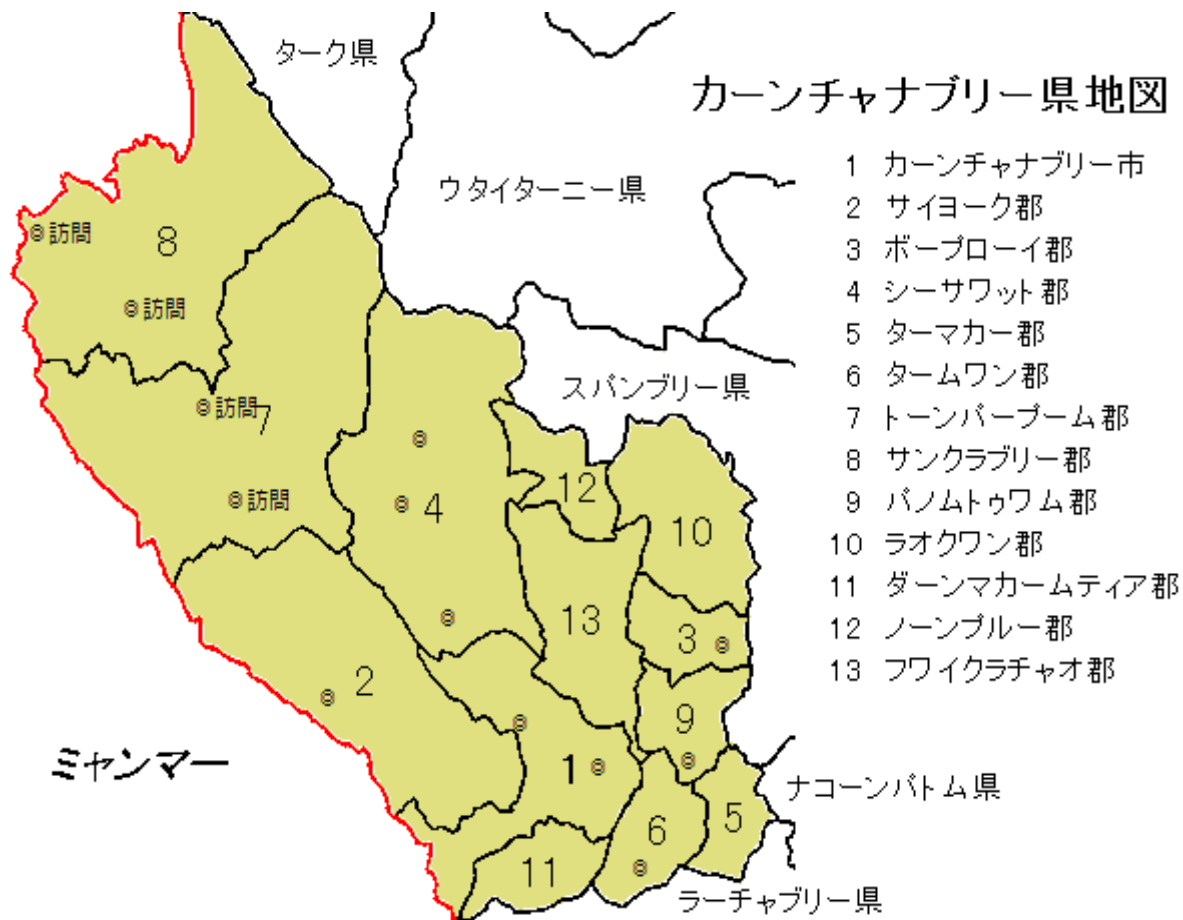 ターク県
カーンチャナブリー県地図
ウタイターニー県
スパンブリー県
ミャンマー
ナコーンパトム県
ラーチャブリー県
1 カーンチャナブリー市
2 サイヨーク郡
3 ボープローイ郡
4 シーサワット郡
5 ターマカー郡
6 タームワン郡
7 トーンパープーム郡
8 サンクラブリー郡
9 パノムトゥワム郡
10 ラオクワン郡
11 ダーンマカームティア郡
12 ノーンプルー郡
13 フワイクラチャオ郡
◎訪問
8
◎訪問
◎訪問
7
◎訪問
4
12
10
13
3
2
9
1
5
6
11